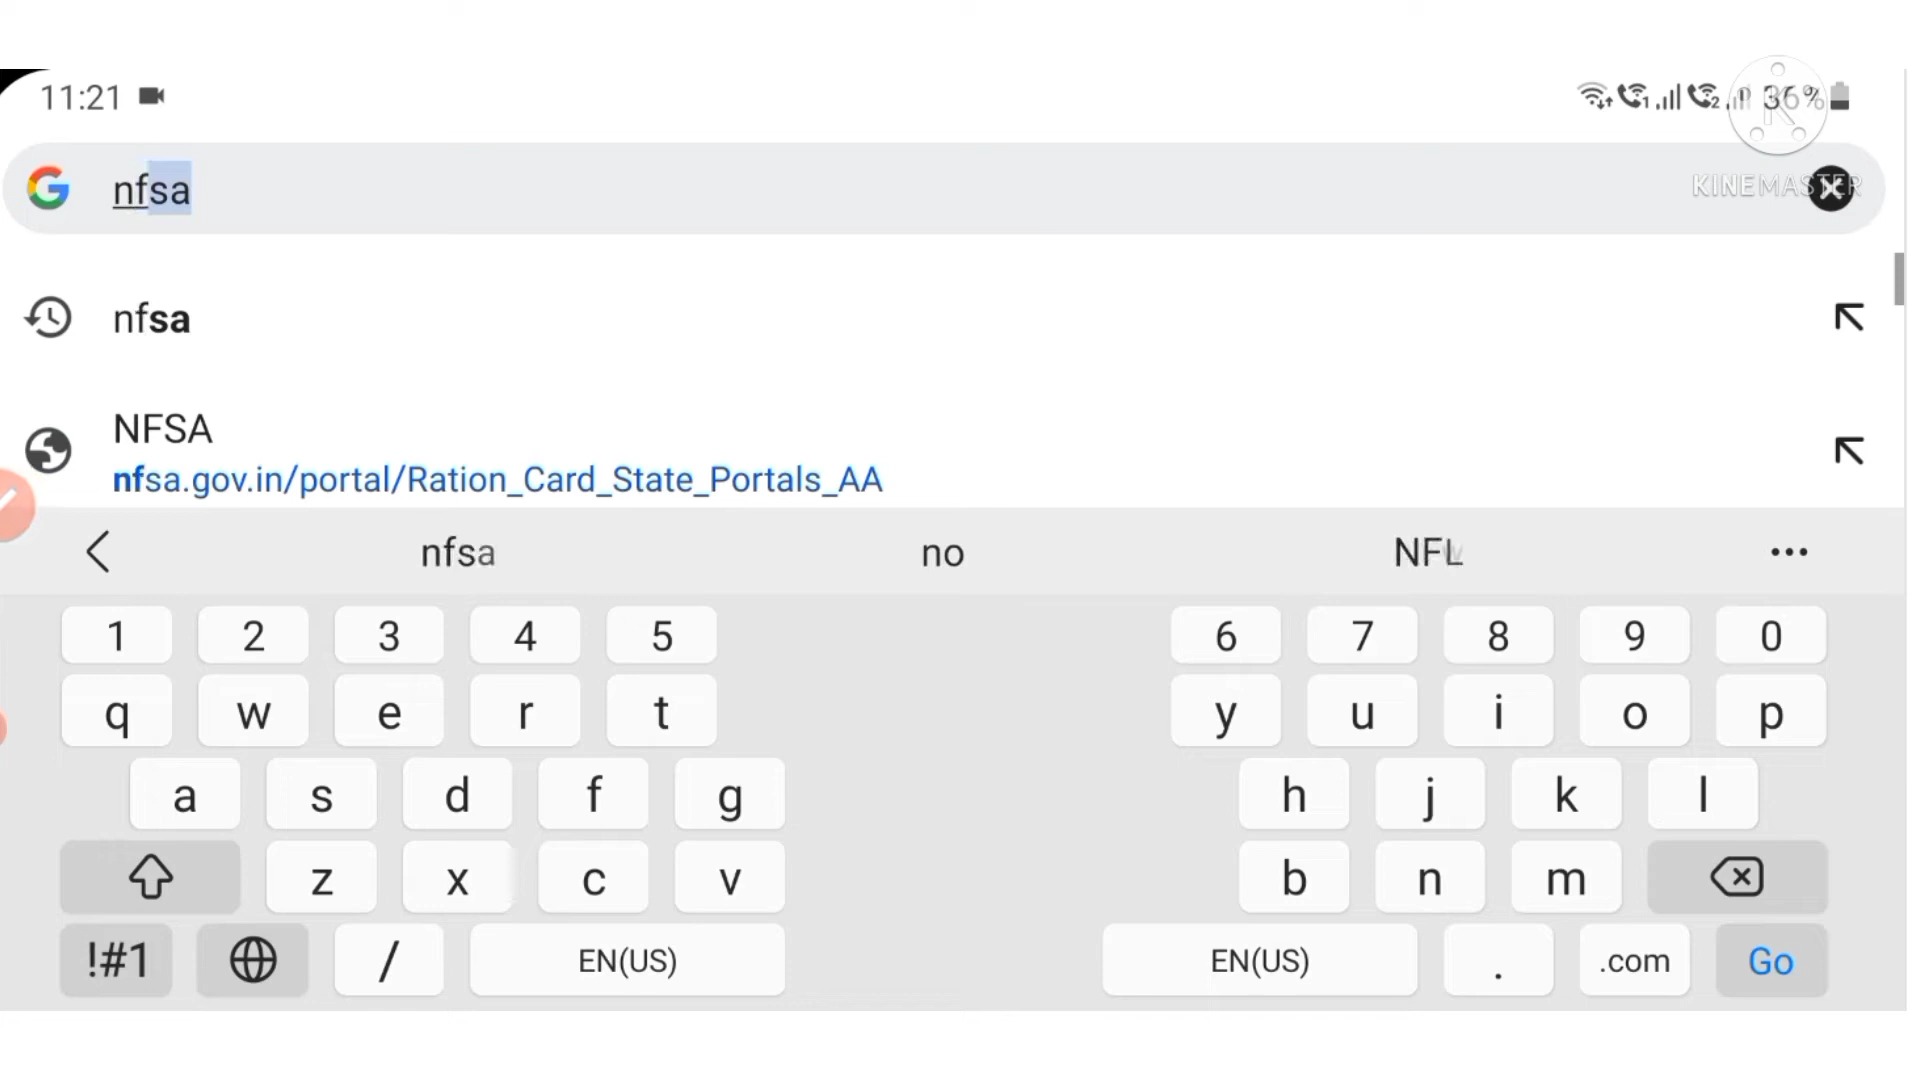 11:21
36%
nfsa
KINEMASTER
nfsa
NFSA
nfsa.gov.in/portal/Ration_Card_State_Portals_AA
nfsa no NFL
1 2 3 4 5 6 7 8 9 0
q w e r t y u i o p
a s d f g h j k l
z x c v b n m
!#1 / EN(US) EN(US) . .com Go